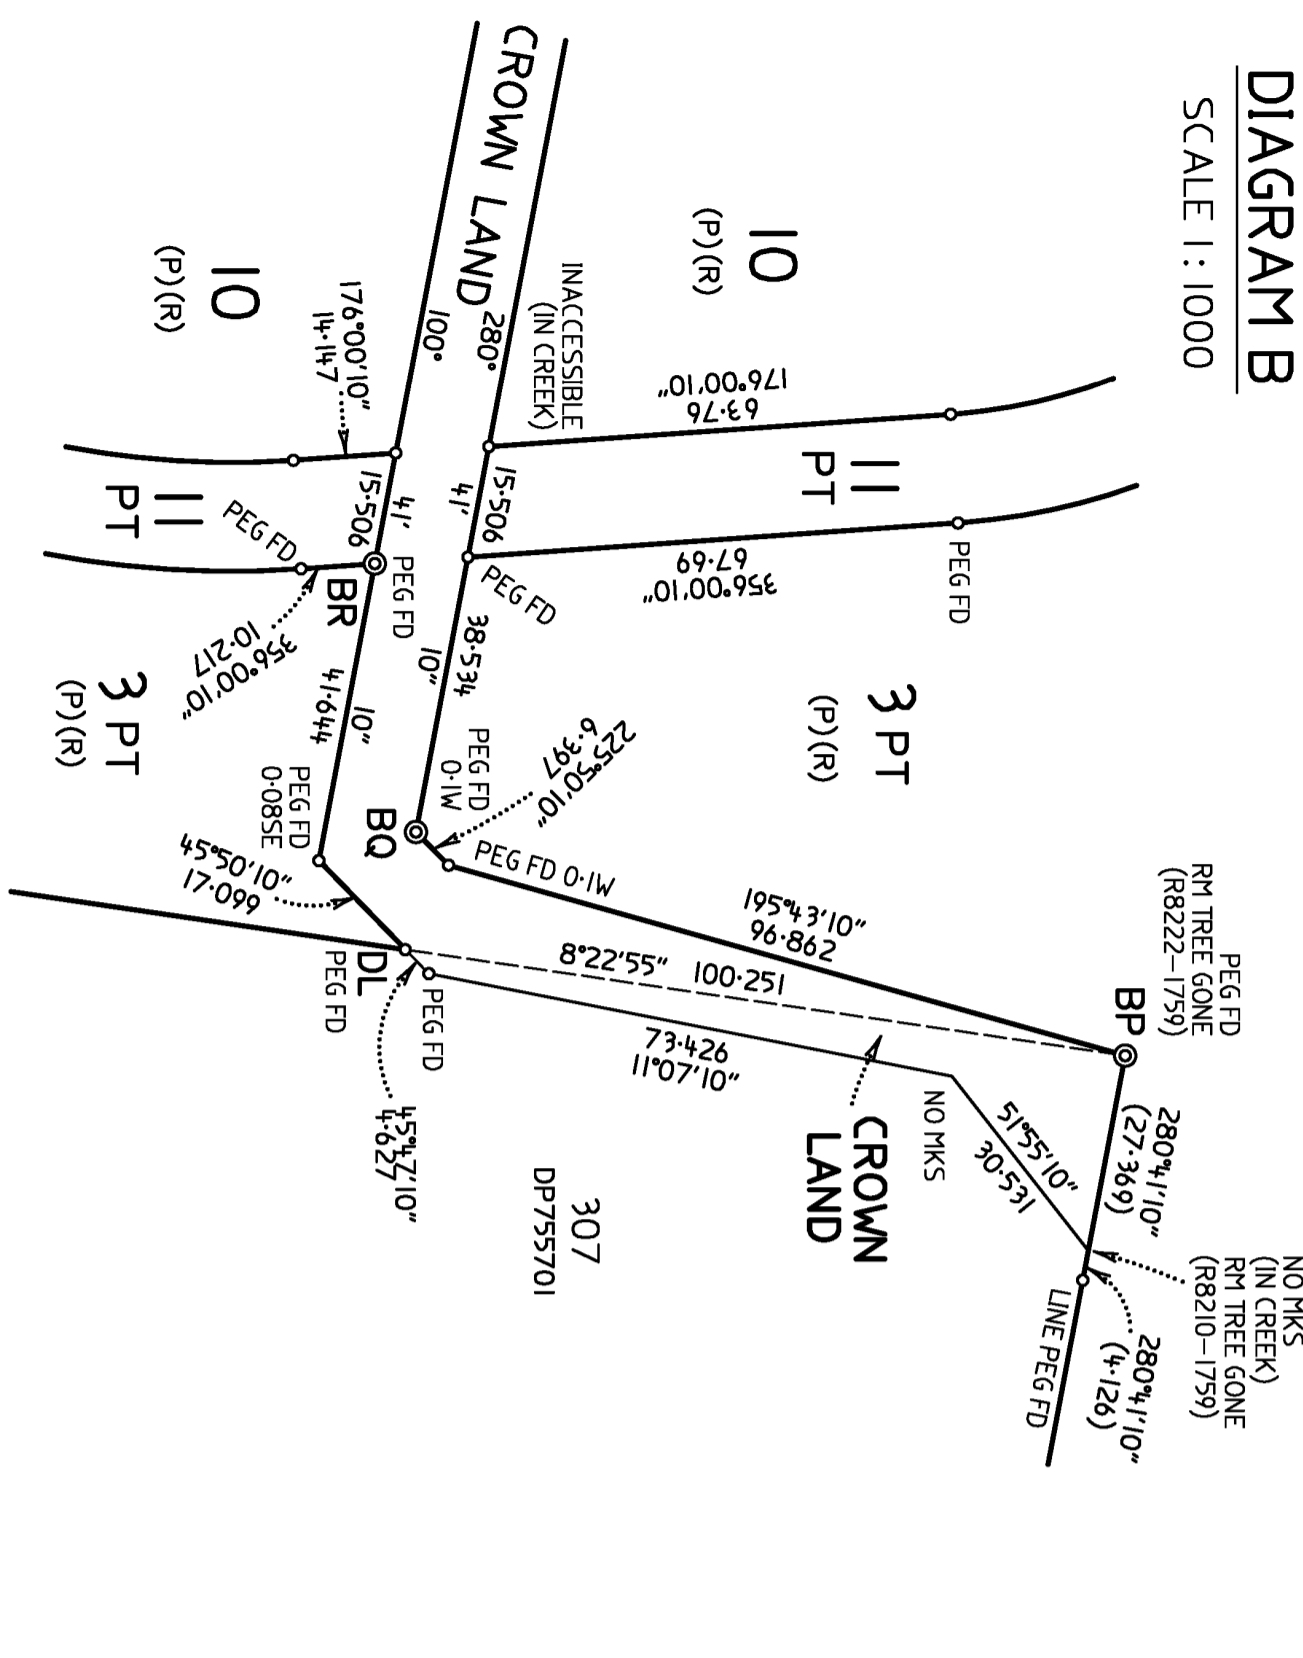 DIAGRAM B
SCALE 1:1000
CROWN LAND
10
(P)(R)
INACCESSIBLE
(IN CREEK)
280°
100°
176°00'10"
63·76
10
(P)(R)
176°00'10"
14·147
11
PT
15·506
41'
41'
15·506
11
PT
PEG FD
356°00'10"
67·69
PEG FD
PEG FD
PEG FD
BR
356°00'10"
10·217
38·534
10"
10"
41·644
3 PT
(P)(R)
3 PT
(P)(R)
225°50'10"
6·397
PEG FD
0·1W
BQ
PEG FD 0·1W
PEG FD
0·08SE
45°50'10"
17·099
195°43'10"
96·862
8°22'55" 100·251
DL
PEG FD
PEG FD
73·426
11°07'10"
45°47'10"
4·627
PEG FD
RM TREE GONE
(R8222-1759)
BP
280°41'10"
(27·369)
51°55'10"
30·531
NO MKS
CROWN
LAND
307
DP755701
NO MKS
(IN CREEK)
RM TREE GONE
(R8210-1759)
280°41'10"
(4·126)
LINE PEG FD